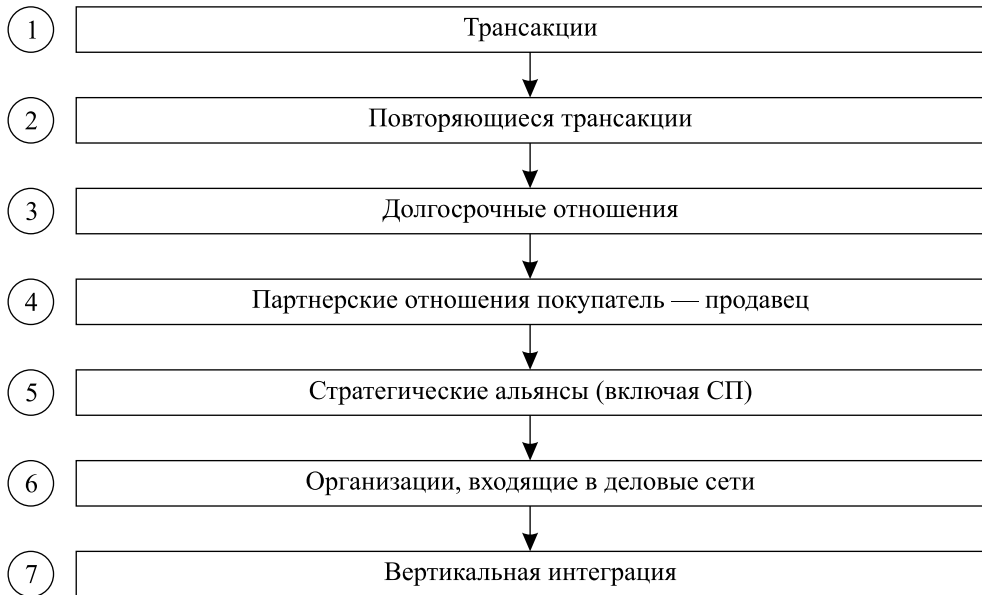 1 Трансакции
2 Повторяющиеся трансакции
3 Долгосрочные отношения
4 Партнерские отношения покупатель — продавец
5 Стратегические альянсы (включая СП)
6 Организации, входящие в деловые сети
7 Вертикальная интеграция